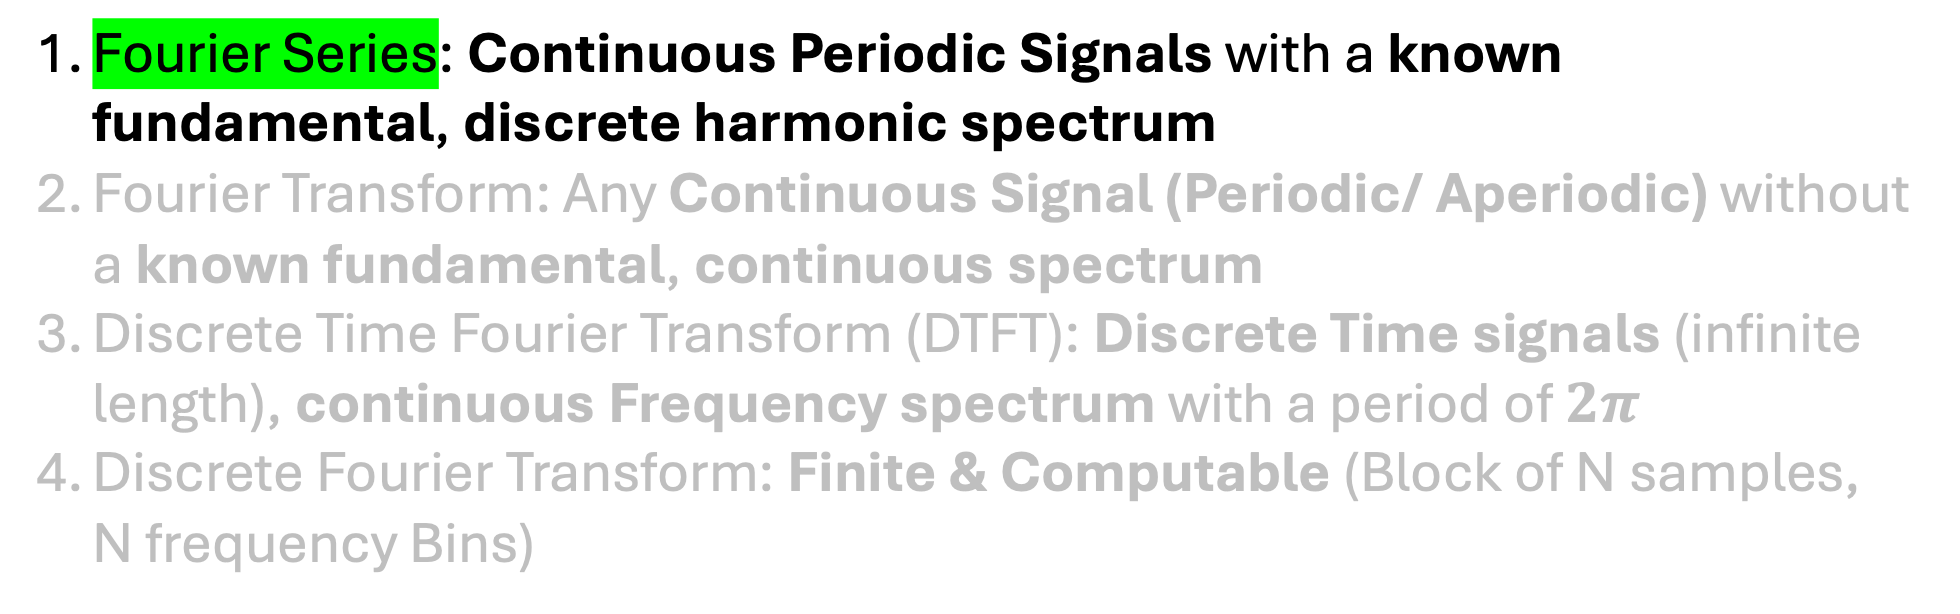 1. Fourier Series: Continuous Periodic Signals with a known
fundamental, discrete harmonic spectrum
2. Fourier Transform: Any Continuous Signal (Periodic/ Aperiodic) without
a known fundamental, continuous spectrum
3. Discrete Time Fourier Transform (DTFT): Discrete Time signals (infinite
length), continuous Frequency spectrum with a period of 2π
4. Discrete Fourier Transform: Finite & Computable (Block of N samples,
N frequency Bins)